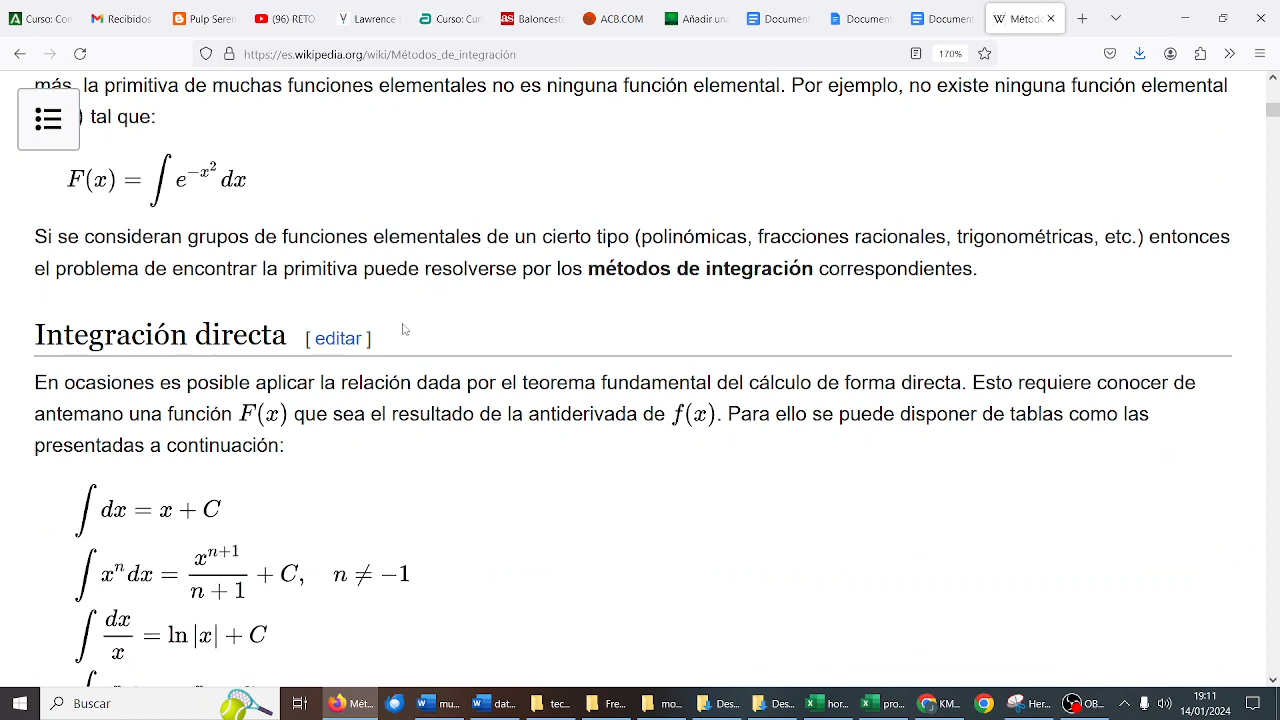 Curso: Con
Recibidos
Pulp Seren
(96) RETO
Lawrence
Curso: Cur
Baloncest
ACB.COM
Añadir una
Document
Document
Document
Método
https://es.wikipedia.org/wiki/Métodos_de_integración
170%
más, la primitiva de muchas funciones elementales no es ninguna función elemental. Por ejemplo, no existe ninguna función elemental
) tal que:
F(x) = ∫ e^{-x^2} dx
Si se consideran grupos de funciones elementales de un cierto tipo (polinómicas, fracciones racionales, trigonométricas, etc.) entonces
el problema de encontrar la primitiva puede resolverse por los métodos de integración correspondientes.
Integración directa [ editar ]
En ocasiones es posible aplicar la relación dada por el teorema fundamental del cálculo de forma directa. Esto requiere conocer de
antemano una función F(x) que sea el resultado de la antiderivada de f(x). Para ello se puede disponer de tablas como las
presentadas a continuación:
∫ dx = x + C
∫ x^n dx = x^{n+1}/(n + 1) + C, n ≠ −1
∫ dx/x = ln |x| + C
Buscar
Mét...
mu...
dat...
ec...
Fre...
mo...
Des...
Des...
hor...
pro...
KM...
Her...
OB...
19:11
14/01/2024